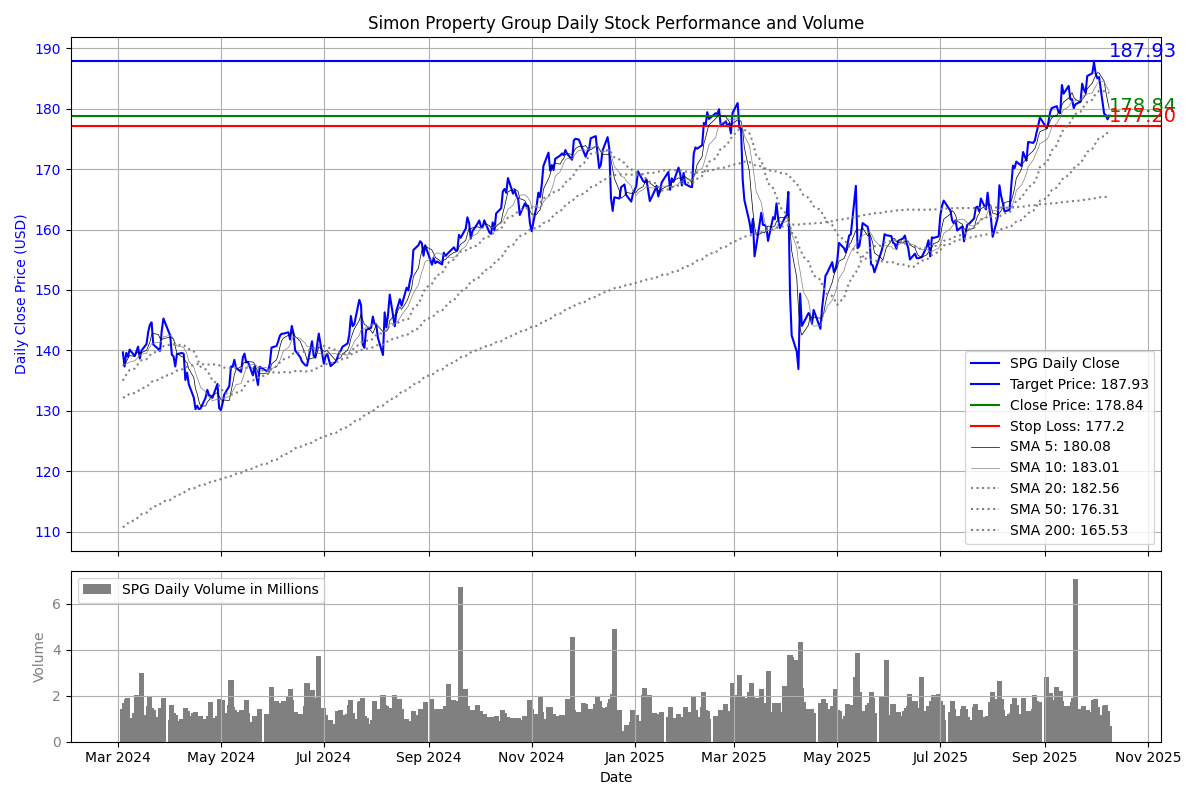 Simon Property Group Daily Stock Performance and Volume
Daily Close Price (USD)
190
180
170
160
150
140
130
120
110
187.93
178.84
177.20
SPG Daily Close
Target Price: 187.93
Close Price: 178.84
Stop Loss: 177.2
SMA 5: 180.08
SMA 10: 183.01
SMA 20: 182.56
SMA 50: 176.31
SMA 200: 165.53
Volume
6
4
2
0
SPG Daily Volume in Millions
Mar 2024 May 2024 Jul 2024 Sep 2024 Nov 2024 Jan 2025 Mar 2025 May 2025 Jul 2025 Sep 2025 Nov 2025
Date